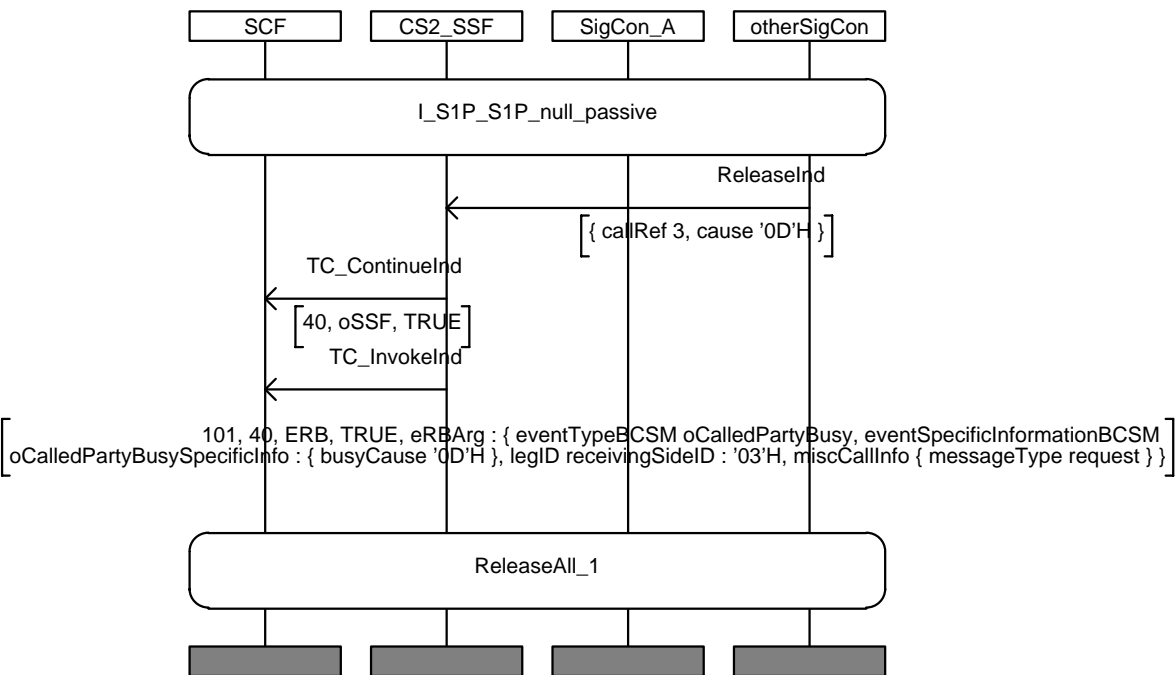 SCF CS2_SSF SigCon_A otherSigCon
I_S1P_S1P_null_passive
ReleaseInd
{ callRef 3, cause ’0D’H }
TC_ContinueInd
40, oSSF, TRUE
TC_InvokeInd
101, 40, ERB, TRUE, eRBArg : { eventTypeBCSM oCalledPartyBusy, eventSpecificInformationBCSM
oCalledPartyBusySpecificInfo : { busyCause ’0D’H }, legID receivingSideID : ’03’H, miscCallInfo { messageType request } }
ReleaseAll_1